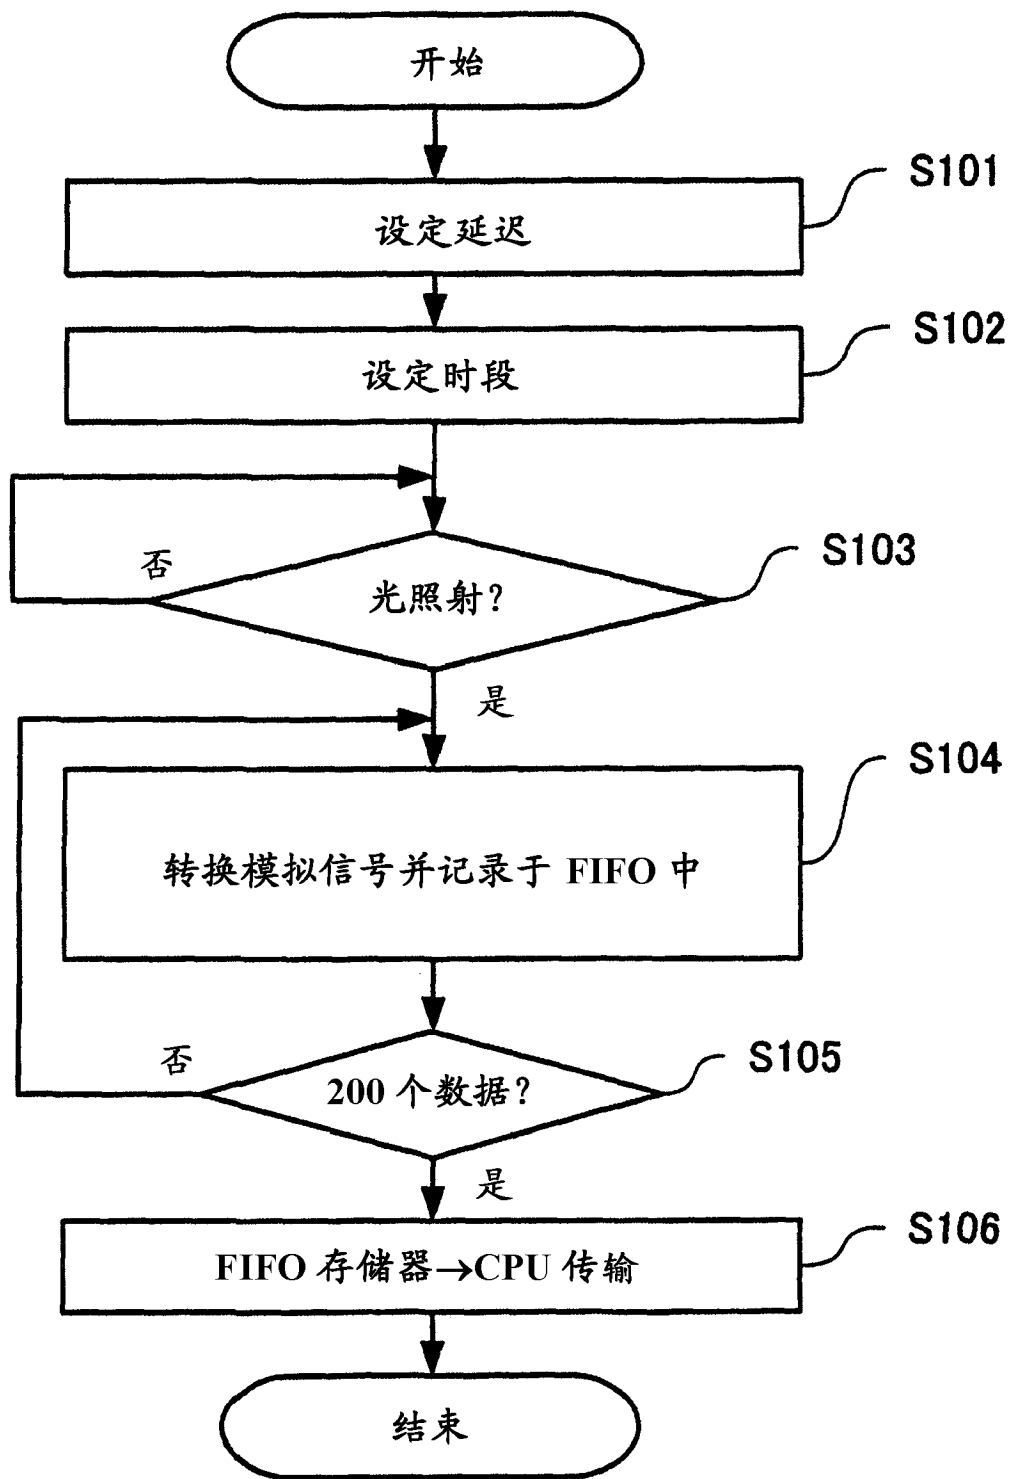 开始
S101
设定延迟
S102
设定时段
S103
否
光照射？
是
S104
转换模拟信号并记录于 FIFO 中
否
S105
200 个数据？
是
S106
FIFO 存储器→CPU 传输
结束